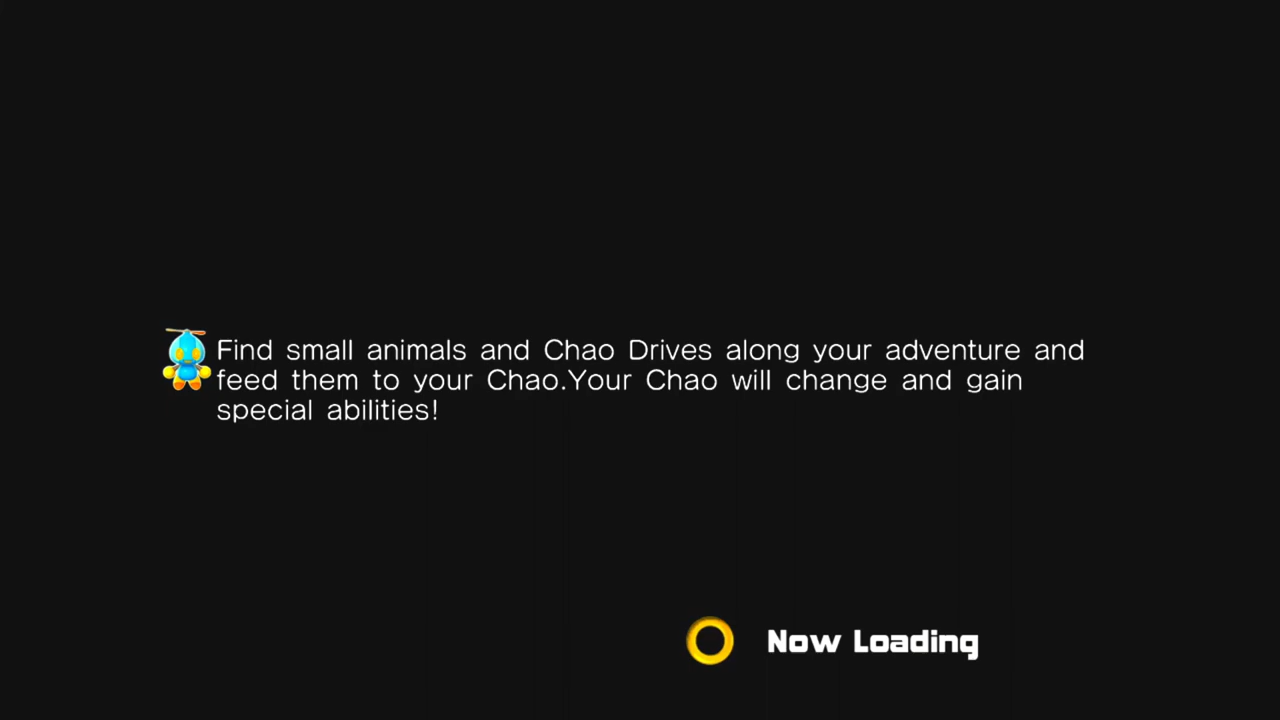 Find small animals and Chao Drives along your adventure and
feed them to your Chao.Your Chao will change and gain
special abilities!
Now Loading